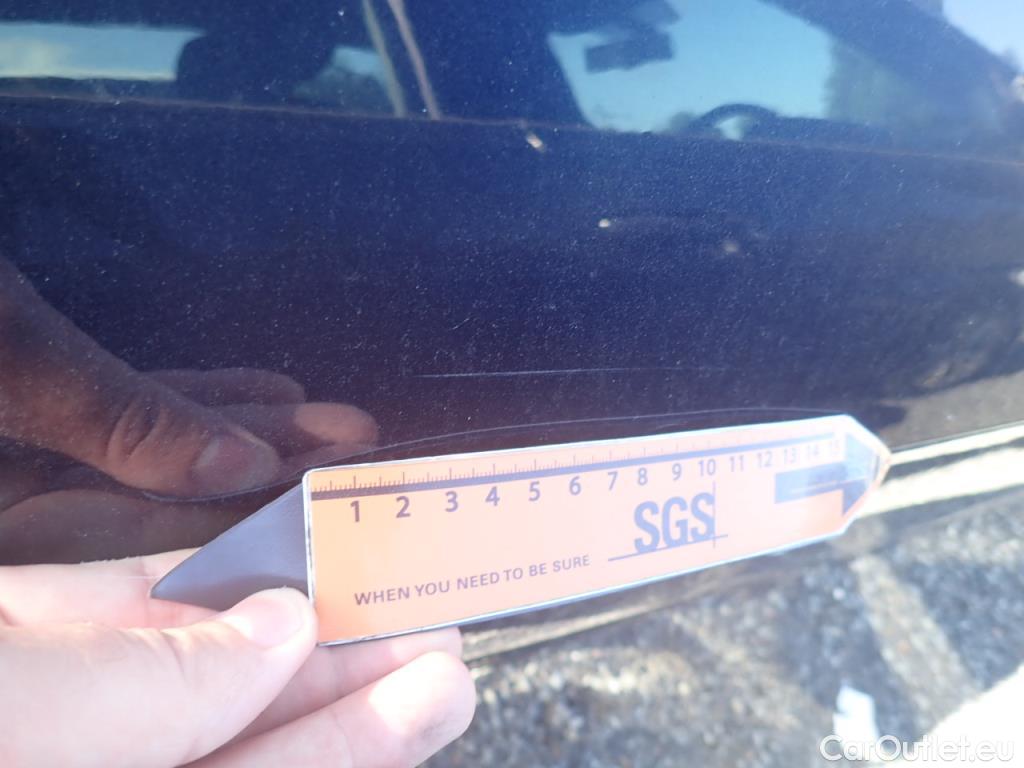 1 2 3 4 5 6 7 8 9 10 11 12 13 14 15
SGS
WHEN YOU NEED TO BE SURE
CarOutlet.eu